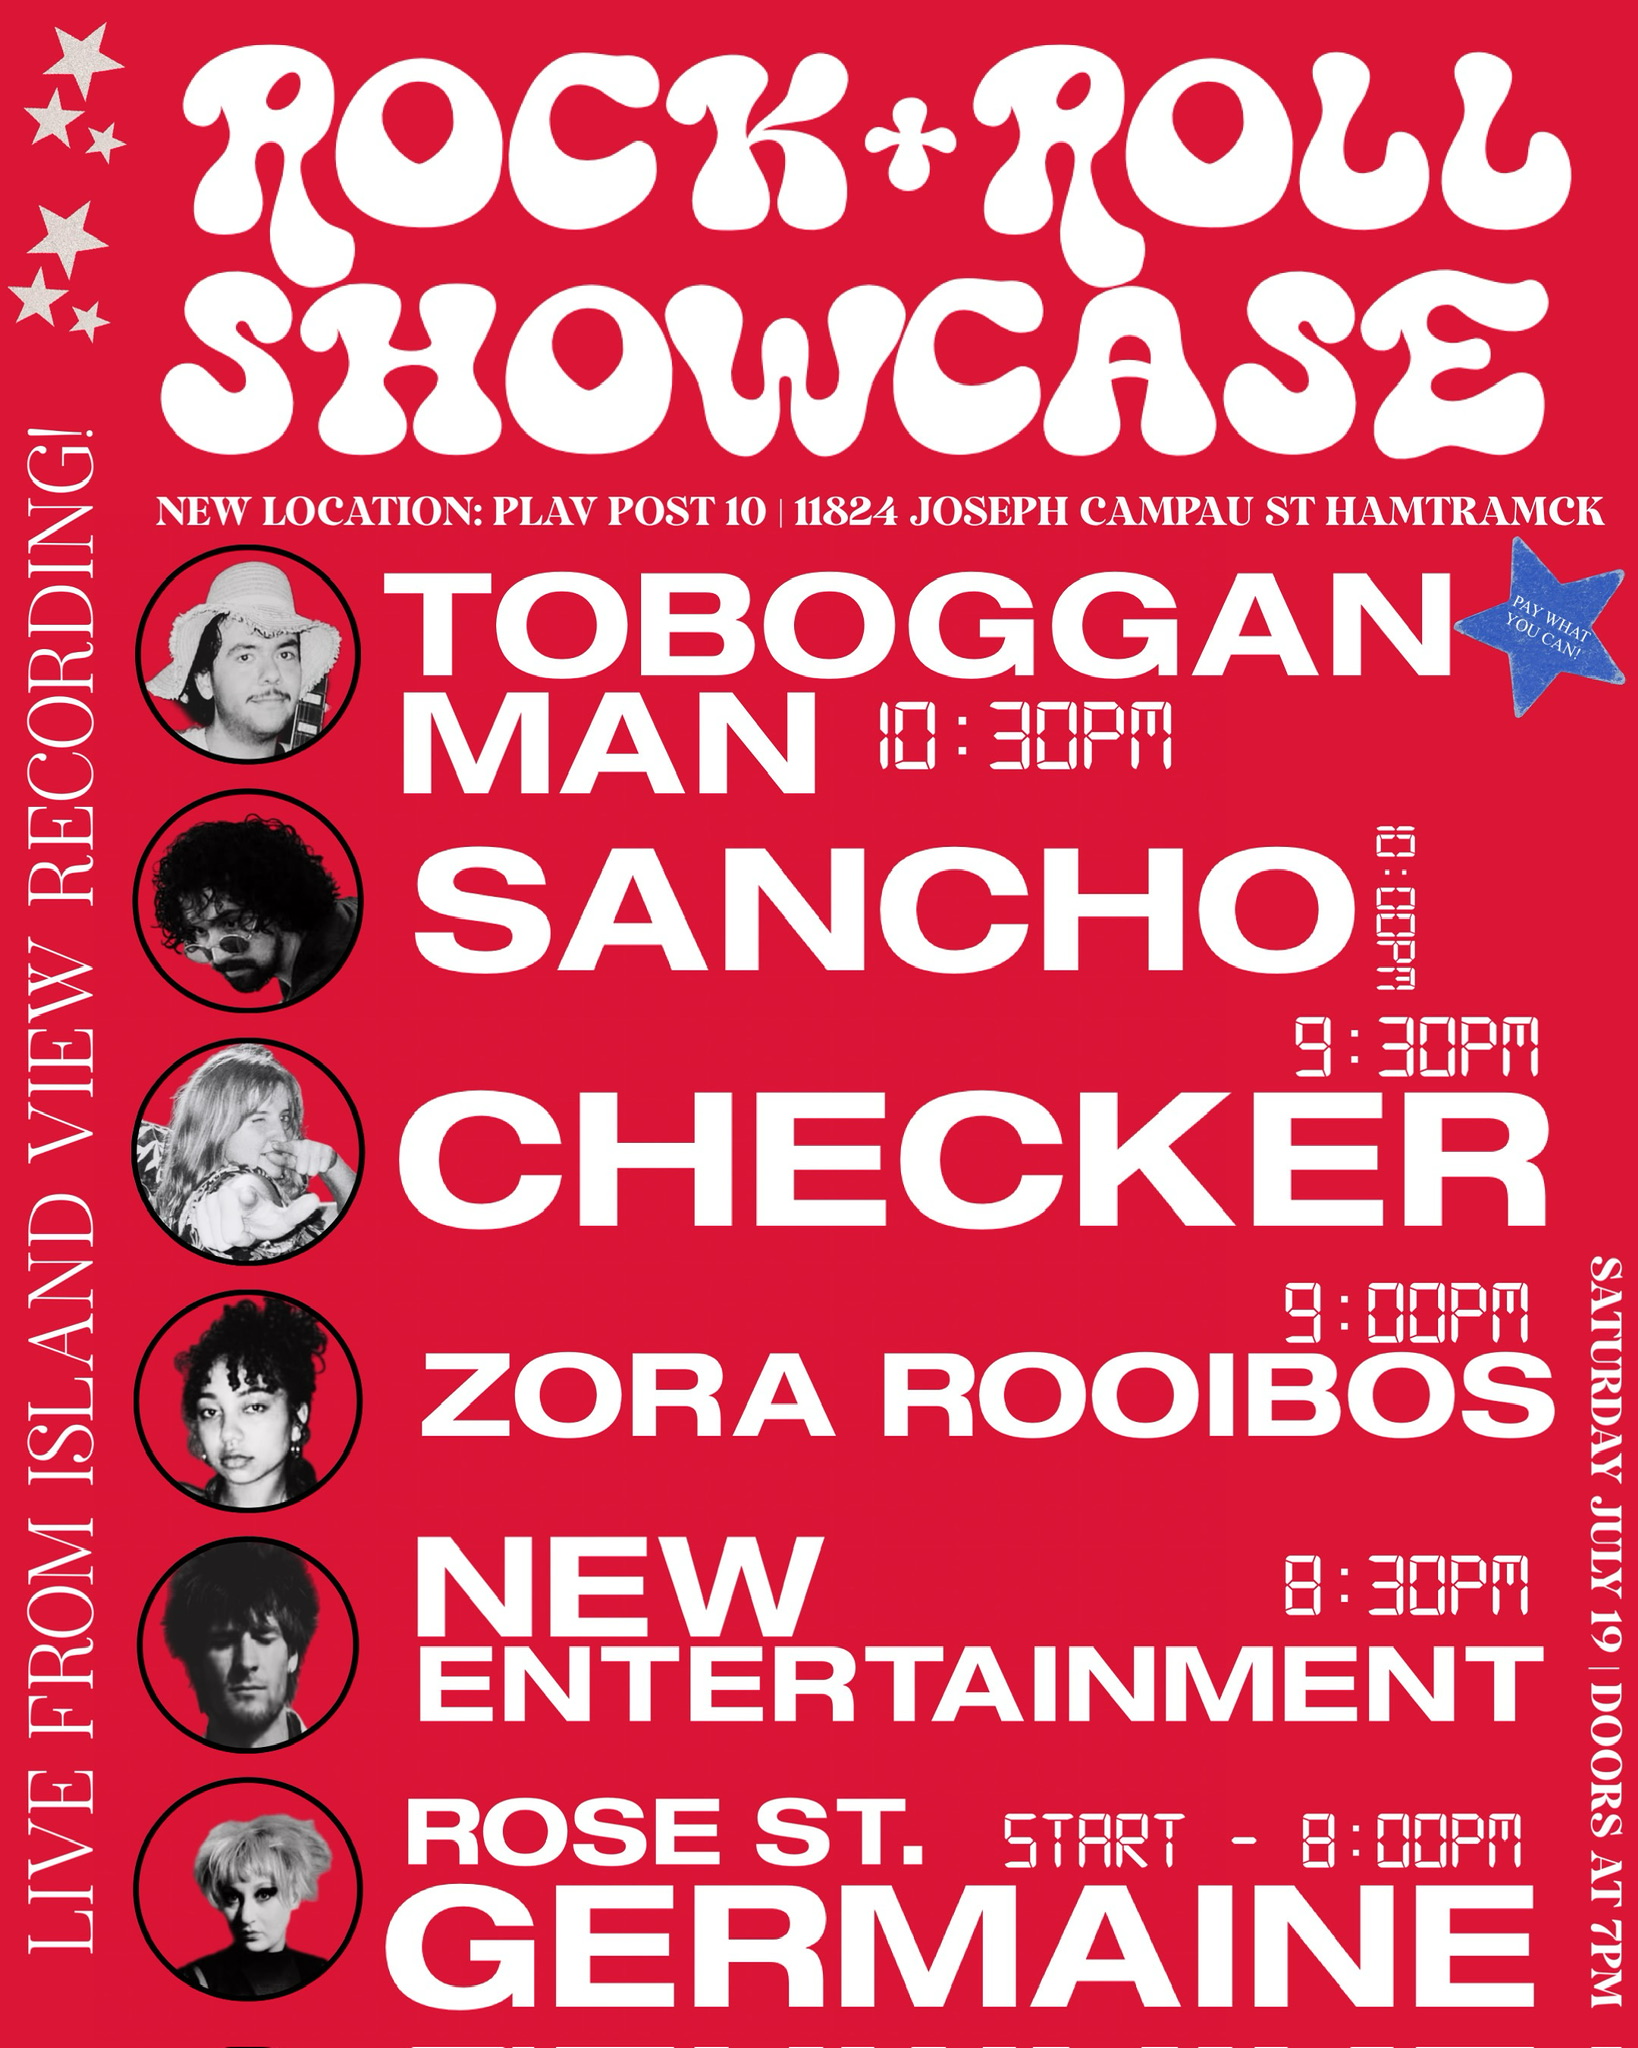 ROCK+ROLL
SHOWCASE
NEW LOCATION: PLAV POST 10 | 11824 JOSEPH CAMPAU ST HAMTRAMCK
TOBOGGAN
MAN 10:30PM
PAY WHAT
YOU CAN!
SANCHO 10:00PM
9:30PM
CHECKER
9:00PM
ZORA ROOIBOS
NEW 8:30PM
ENTERTAINMENT
ROSE ST. START - 8:00PM
GERMAINE
LIVE FROM ISLAND AND VIEW RECORDING!
SATURDAY JULY 19 | DOORS AT 7PM